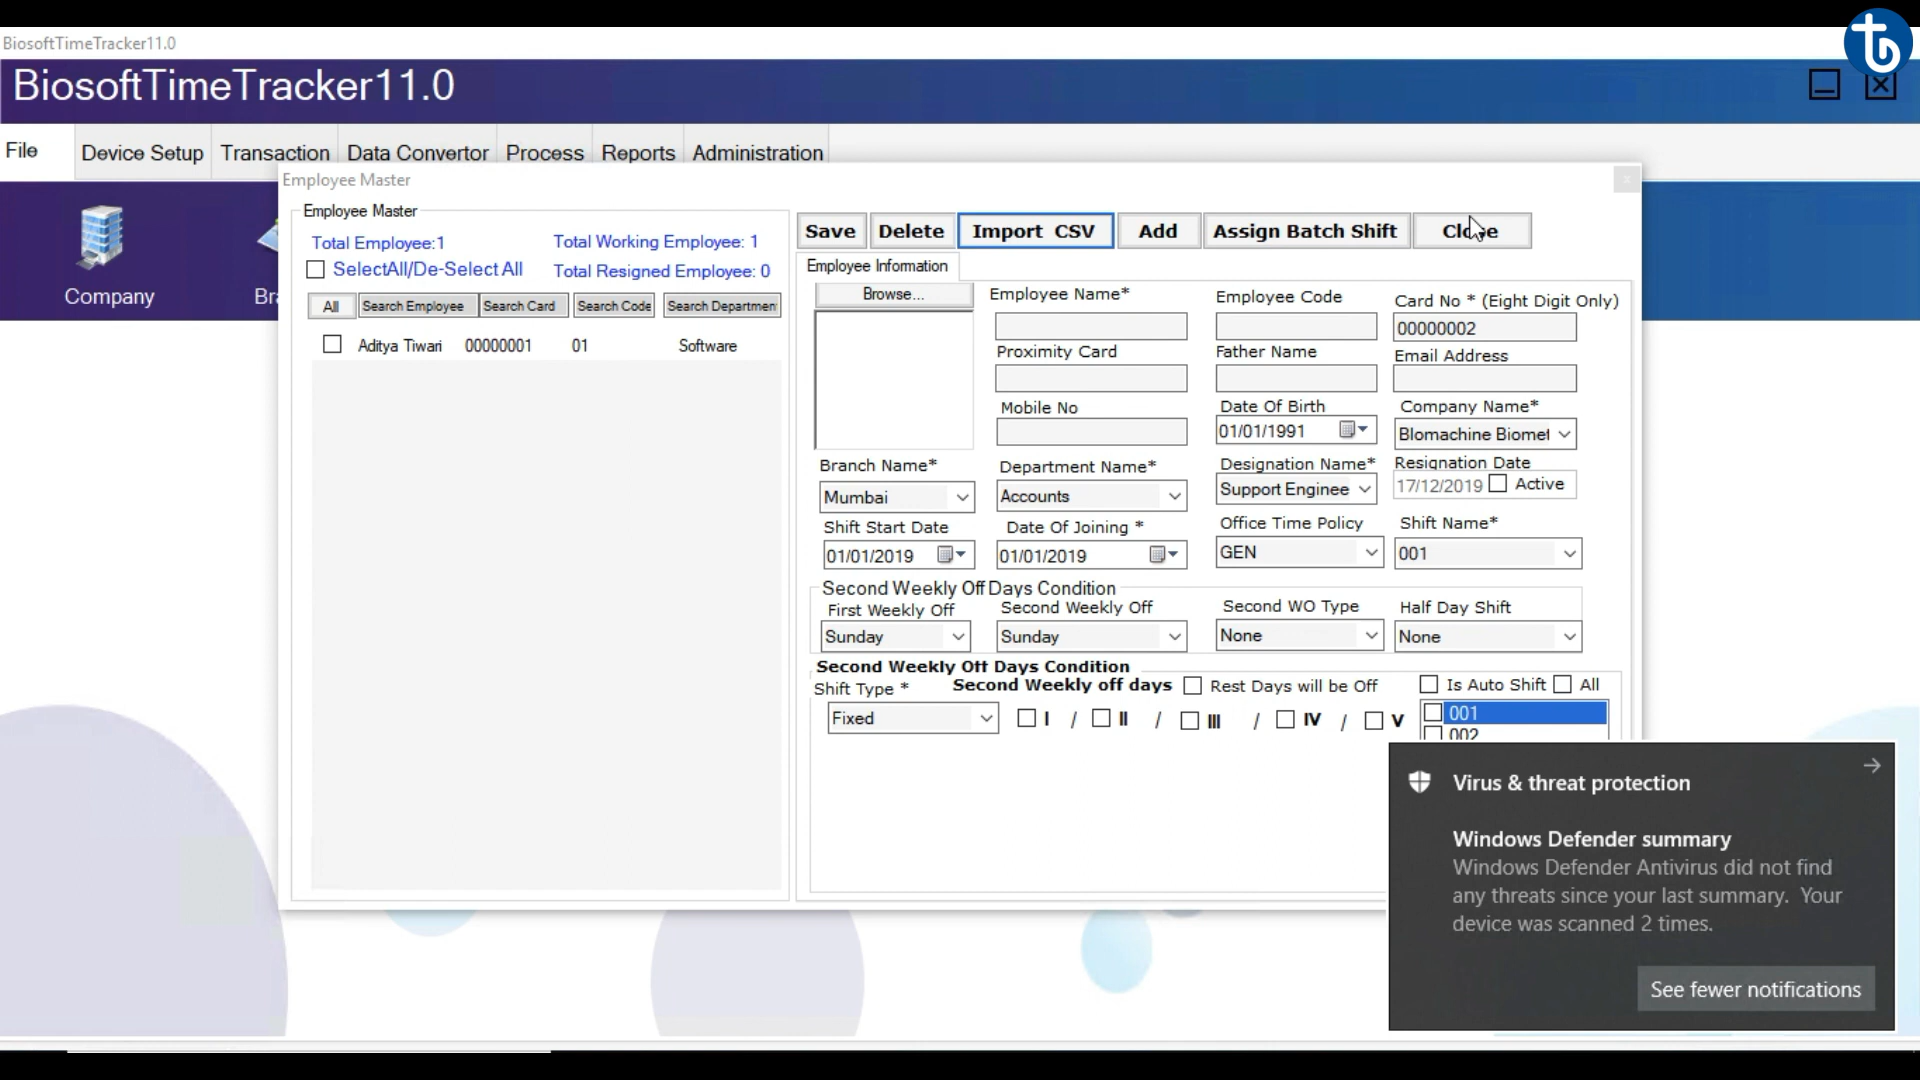 BiosoftTimeTracker11.0
BiosoftTimeTracker11.0
File Device Setup Transaction Data Convertor Process Reports Administration
Company
Employee Master
Employee Master
Total Employee:1 Total Working Employee: 1
SelectAll/De-Select All Total Resigned Employee: 0
All Search Employee Search Card Search Code Search Department
Aditya Tiwari 00000001 01 Software
Save Delete Import CSV Add Assign Batch Shift Close
Employee Information
Browse... Employee Name* Employee Code Card No * (Eight Digit Only)
00000002
Proximity Card Father Name Email Address
Mobile No Date Of Birth Company Name*
01/01/1991 Blomachine Biomet
Branch Name* Department Name* Designation Name* Resignation Date
Mumbai Accounts Support Enginee 17/12/2019 Active
Shift Start Date Date Of Joining * Office Time Policy Shift Name*
01/01/2019 01/01/2019 GEN 001
Second Weekly Off Days Condition
First Weekly Off Second Weekly Off Second WO Type Half Day Shift
Sunday Sunday None None
Second Weekly Off Days Condition
Shift Type * Second Weekly off days Rest Days will be Off Is Auto Shift All
Fixed I / II / III / IV / V 001
002
Virus & threat protection
Windows Defender summary
Windows Defender Antivirus did not find
any threats since your last summary. Your
device was scanned 2 times.
See fewer notifications